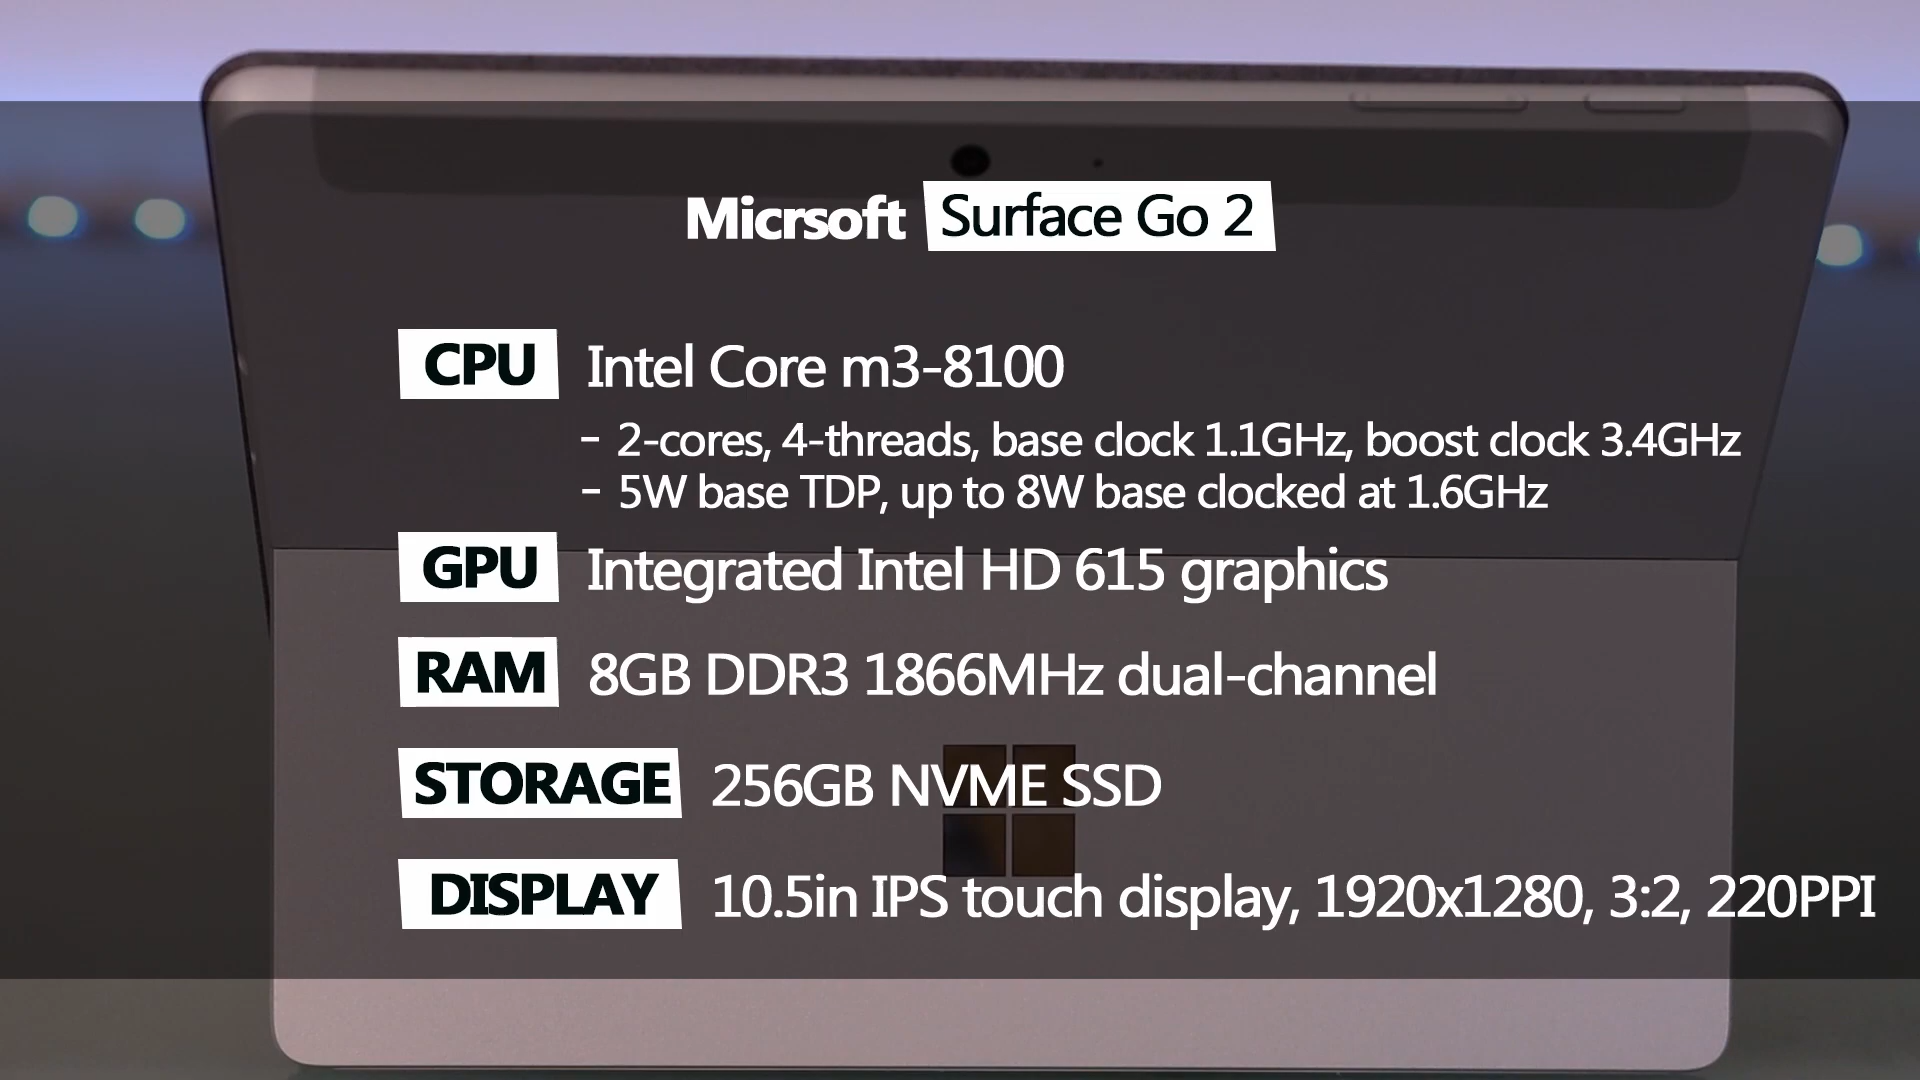 Micrsoft Surface Go 2
CPU Intel Core m3-8100
- 2-cores, 4-threads, base clock 1.1GHz, boost clock 3.4GHz
- 5W base TDP, up to 8W base clocked at 1.6GHz
GPU Integrated Intel HD 615 graphics
RAM 8GB DDR3 1866MHz dual-channel
STORAGE 256GB NVME SSD
DISPLAY 10.5in IPS touch display, 1920x1280, 3:2, 220PPI